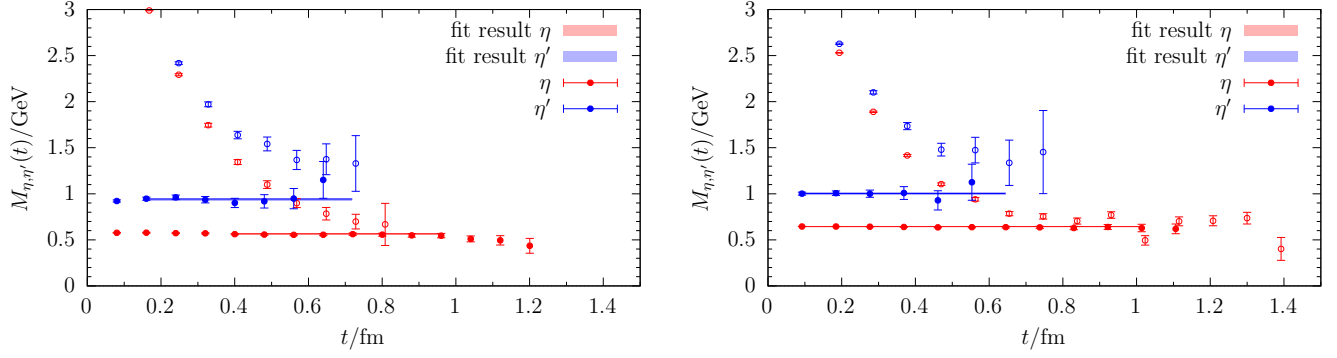 3
2.5
2
1.5
1
0.5
0
M_{η,η′}(t)/GeV
0 0.2 0.4 0.6 0.8 1 1.2 1.4
t/fm
fit result η
fit result η′
η
η′
3
2.5
2
1.5
1
0.5
0
M_{η,η′}(t)/GeV
0 0.2 0.4 0.6 0.8 1 1.2 1.4
t/fm
fit result η
fit result η′
η
η′